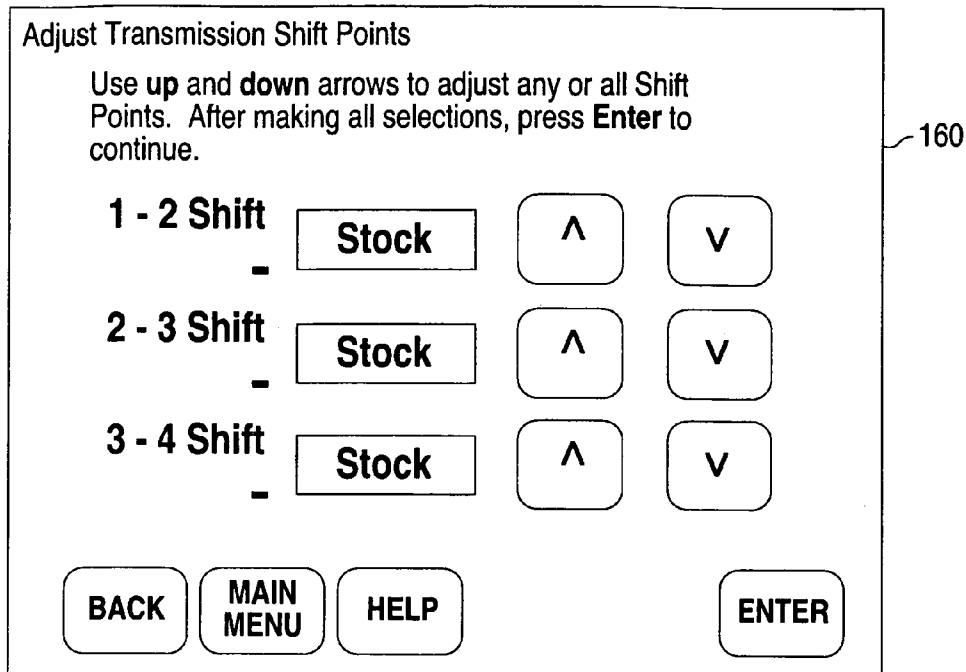 Adjust Transmission Shift Points
Use up and down arrows to adjust any or all Shift
Points. After making all selections, press Enter to
continue.
160
1 - 2 Shift
- Stock ^ v
2 - 3 Shift
- Stock ^ v
3 - 4 Shift
- Stock ^ v
BACK MAIN MENU HELP ENTER